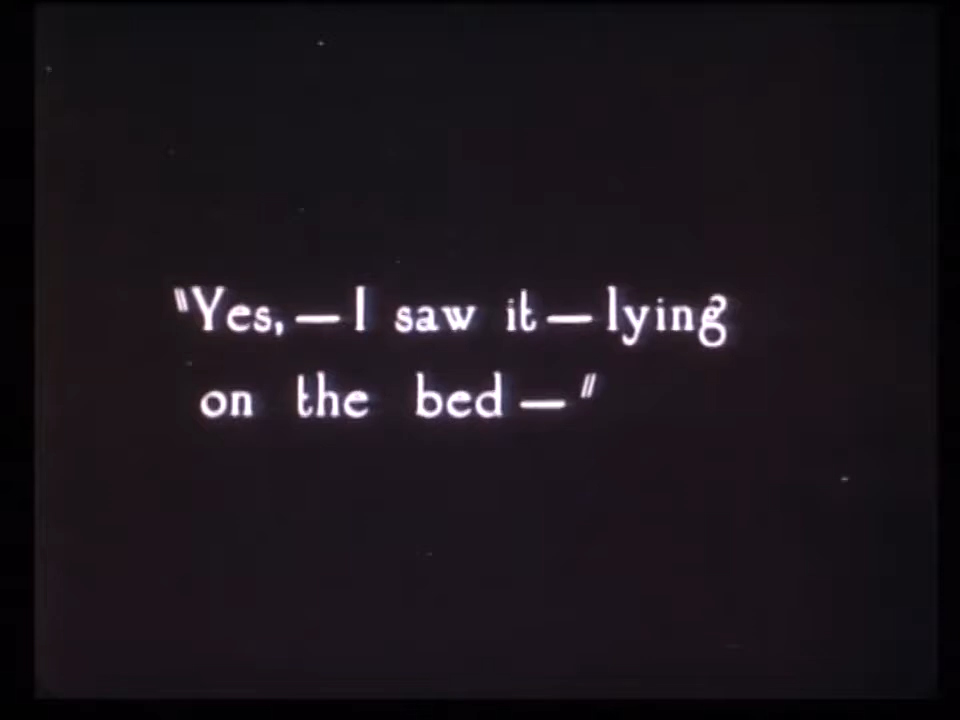 "Yes,—I saw it—lying
on the bed—"